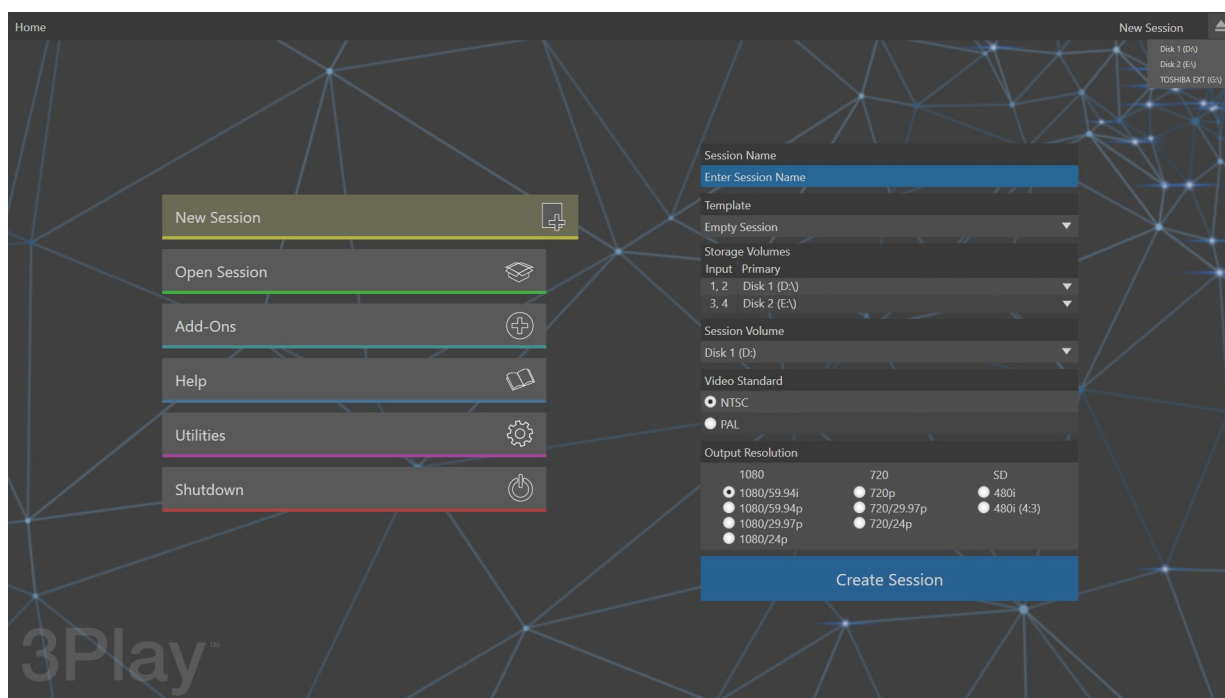 Home
New Session
Disk 1 (D:\)
Disk 2 (E:\)
TOSHIBA EXT (G:\)
New Session
Open Session
Add-Ons
Help
Utilities
Shutdown
Session Name
Enter Session Name
Template
Empty Session
Storage Volumes
Input Primary
1, 2 Disk 1 (D:\)
3, 4 Disk 2 (E:\)
Session Volume
Disk 1 (D:)
Video Standard
NTSC
PAL
Output Resolution
1080 720 SD
1080/59.94i 720p 480i
1080/59.94p 720/29.97p 480i (4:3)
1080/29.97p 720/24p
1080/24p
Create Session
3Play™